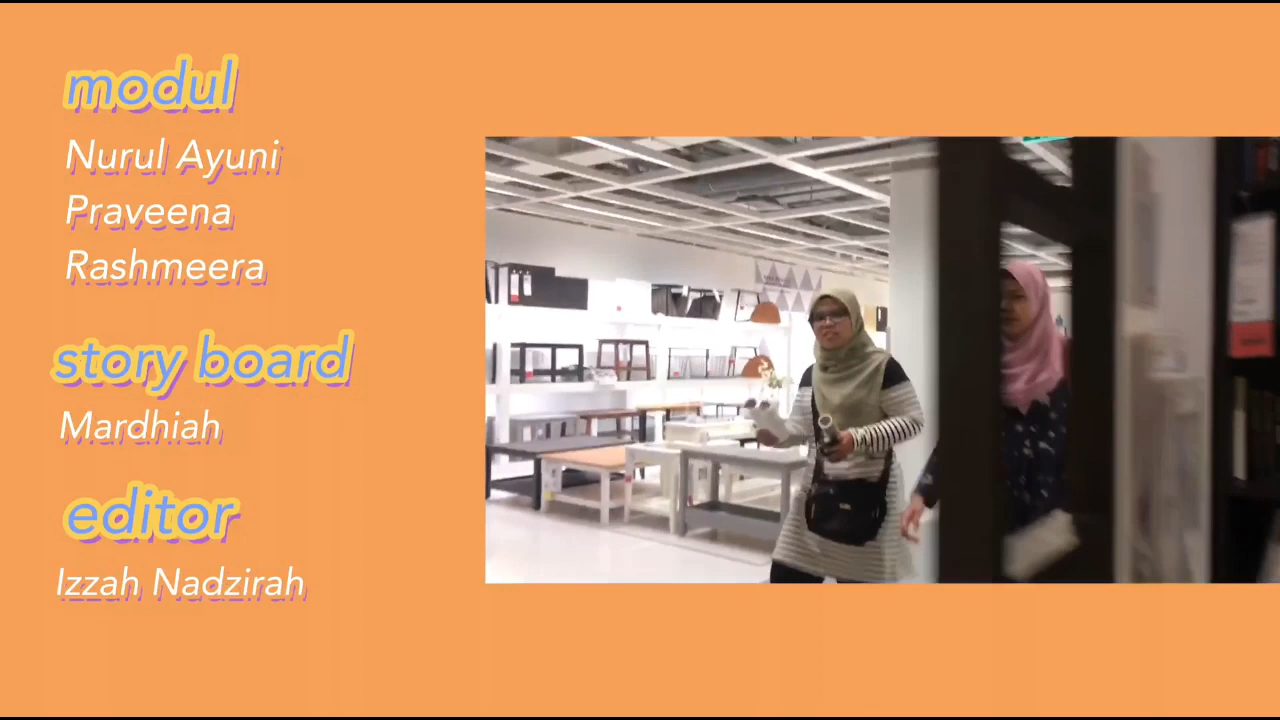 modul
Nurul Ayuni
Praveena
Rashmeera
story board
Mardhiah
editor
Izzah Nadzirah